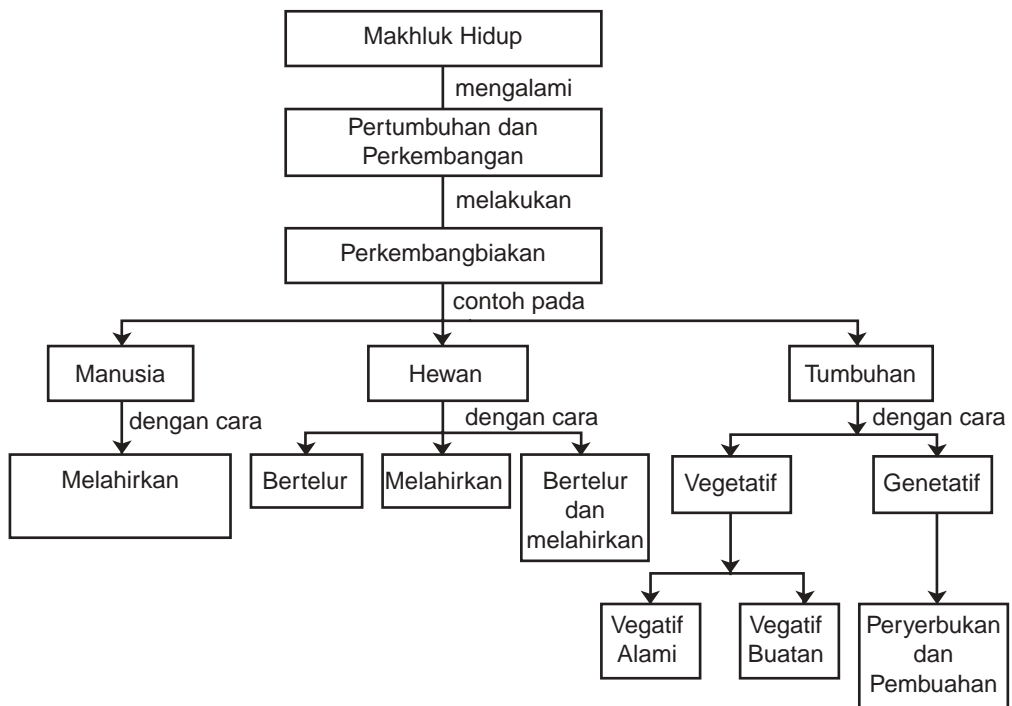 Makhluk Hidup
mengalami
Pertumbuhan dan
Perkembangan
melakukan
Perkembangbiakan
contoh pada
Manusia
Hewan
Tumbuhan
dengan cara
dengan cara
dengan cara
Melahirkan
Bertelur
Melahirkan
Bertelur
dan
melahirkan
Vegetatif
Genetatif
Vegatif
Alami
Vegatif
Buatan
Peryerbukan
dan
Pembuahan